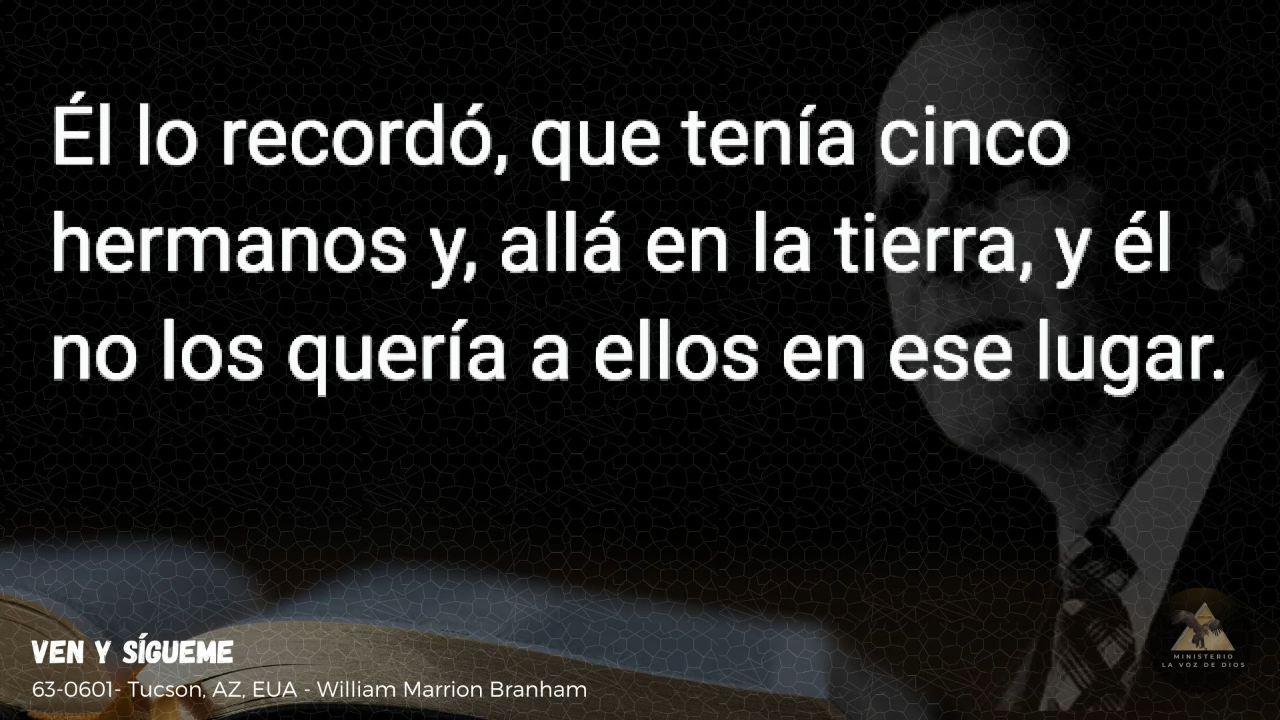 Él lo recordó, que tenía cinco
hermanos y, allá en la tierra, y él
no los quería a ellos en ese lugar.
VEN Y SÍGUEME
63-0601- Tucson, AZ, EUA - William Marrion Branham
MINISTERIO
LA VOZ DE DIOS